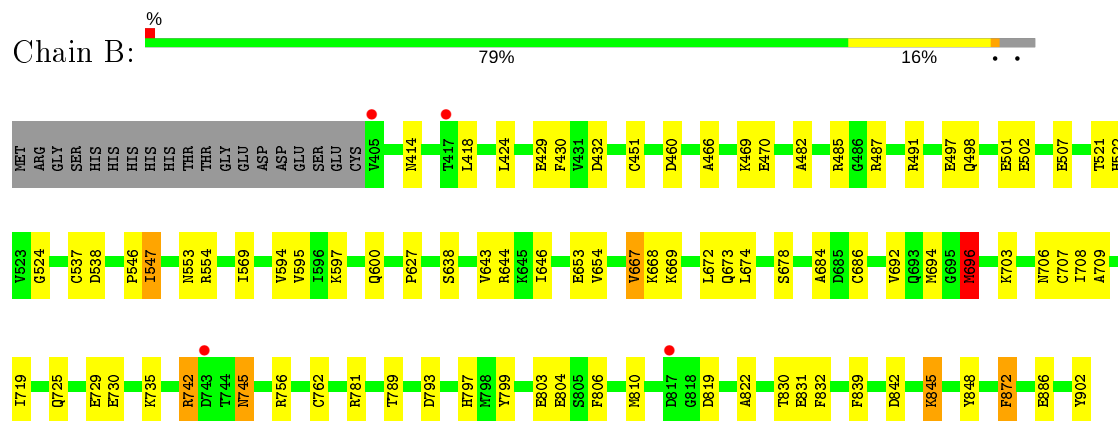 %
Chain B:
79% 16% • •
MET ARG GLY SER HIS HIS HIS HIS HIS HIS THR THR GLY GLU ASP ASP GLU SER GLU CYS V405 N414 T417 L418 L424 E429 F430 V431 D432 C451 D460 A466 K469 E470 A482 R485 G486 R487 R491 E497 Q498 E501 E502 E507 T521 H522
V523 G524 C537 D538 P546 I547 N553 R554 I569 V594 V595 I596 K597 Q600 P627 S638 V643 R644 K645 I646 E653 V654 V667 K668 K669 L672 Q673 L674 S678 A684 D685 C686 V692 Q693 M694 G695 M696 K703 N706 C707 I708 A709
I719 Q725 E729 E730 K735 R742 D743 T744 N745 R756 C762 R781 T789 D793 H797 M798 Y799 E803 E804 S805 F806 M810 D817 G818 D819 A822 T830 E831 F832 F839 D842 K845 Y848 F872 E886 Y902